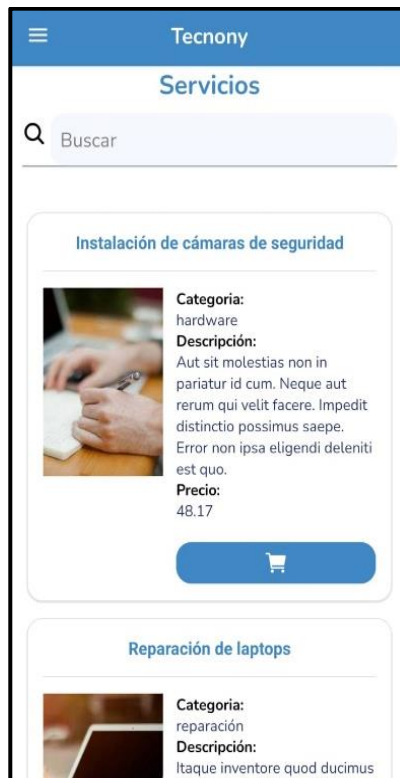 Tecnony
Servicios
Buscar
Instalación de cámaras de seguridad
Categoria:
hardware
Descripción:
Aut sit molestias non in
pariatur id cum. Neque aut
rerum qui velit facere. Impedit
distinctio possimus saepe.
Error non ipsa eligendi deleniti
est quo.
Precio:
48.17
Reparación de laptops
Categoria:
reparación
Descripción:
Itaque inventore quod ducimus